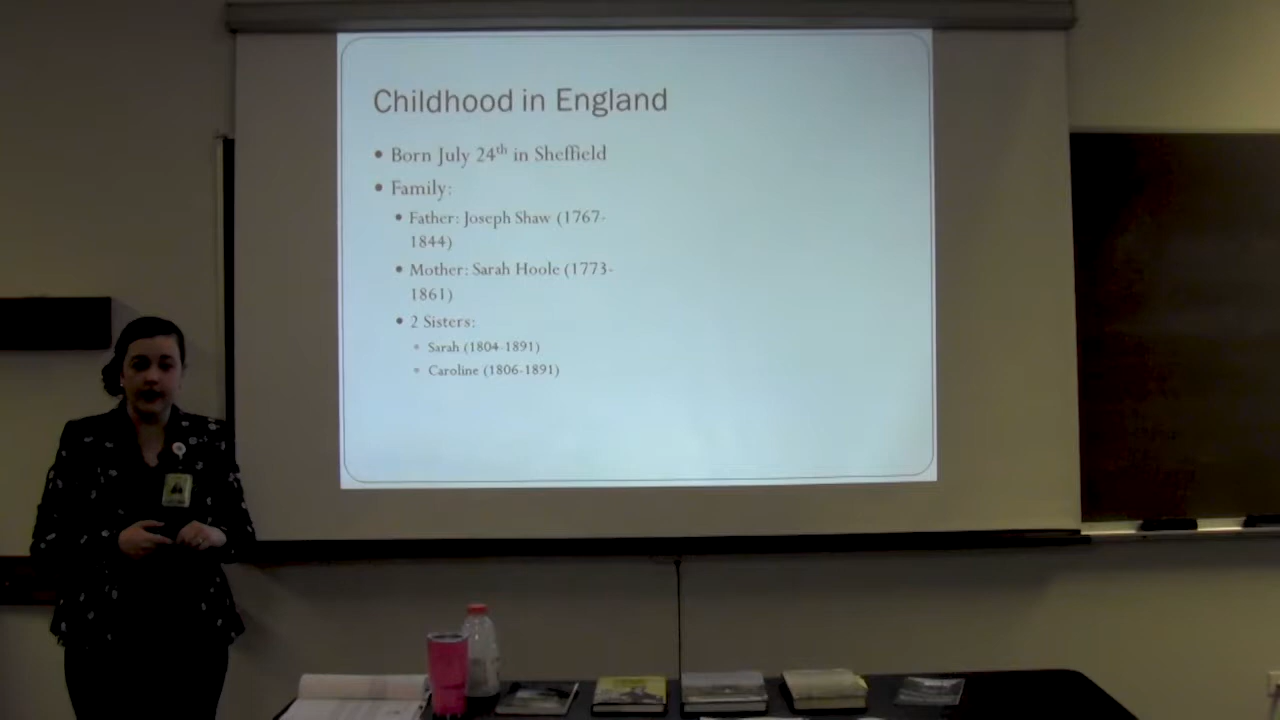 Childhood in England
• Born July 24th in Sheffield
• Family:
• Father: Joseph Shaw (1767-
1844)
• Mother: Sarah Hoole (1773-
1861)
• 2 Sisters:
• Sarah (1804-1891)
• Caroline (1806-1891)